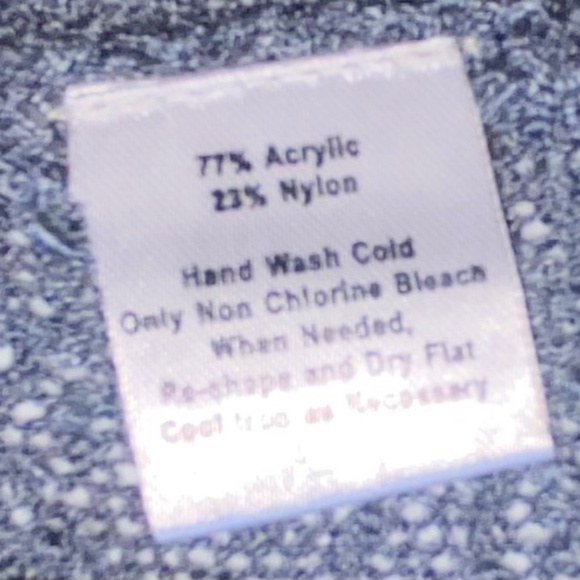 77% Acrylic
23% Nylon
Hand Wash Cold
Only Non Chlorine Bleach
When Needed,
Re-shape and Dry Flat
Cool Iron as Necessary